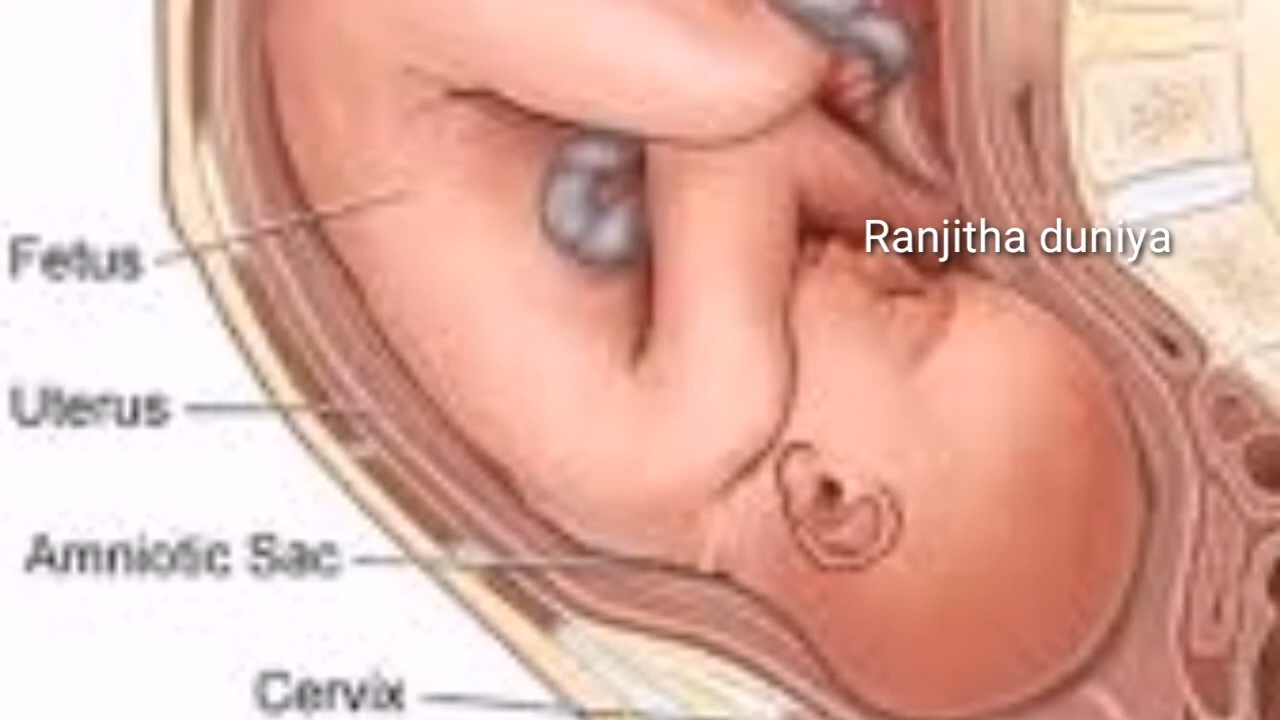 Fetus
Ranjitha duniya
Uterus
Amniotic Sac
Cervix